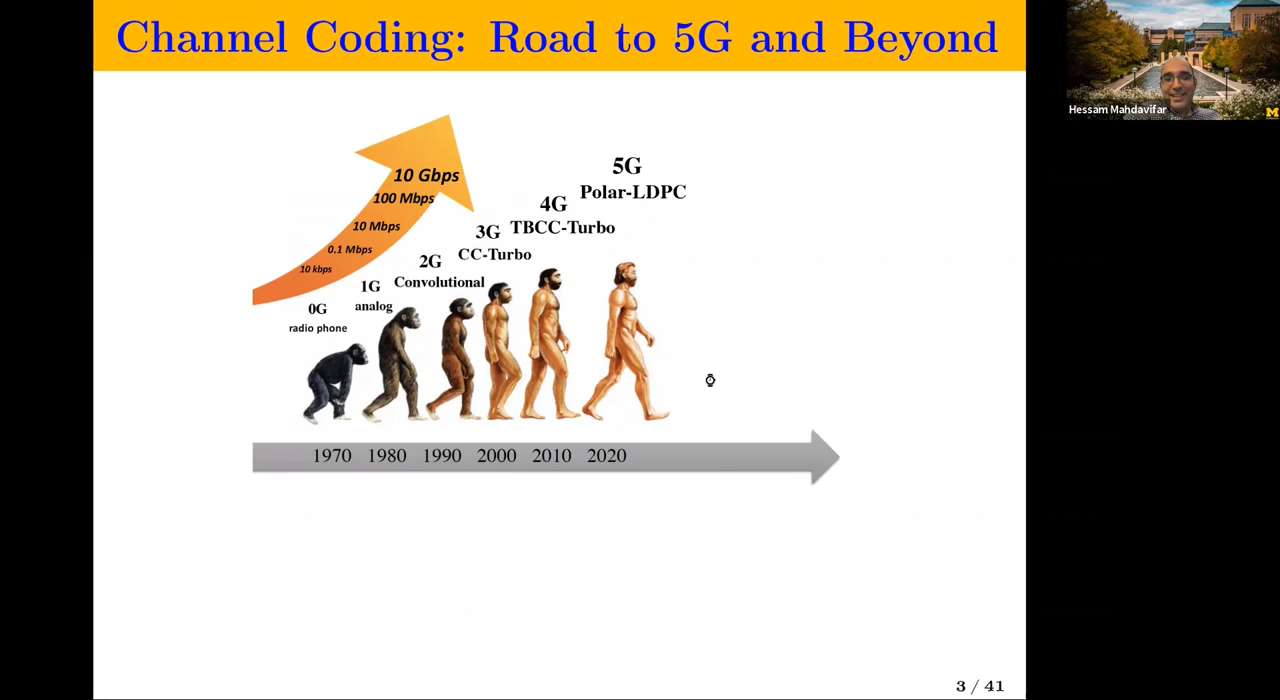 Channel Coding: Road to 5G and Beyond
Hessam Mahdavifar
M
10 Gbps
100 Mbps
10 Mbps
0.1 Mbps
10 kbps
0G
radio phone
1G
analog
2G
Convolutional
3G
CC-Turbo
4G
TBCC-Turbo
5G
Polar-LDPC
1970 1980 1990 2000 2010 2020
3 / 41